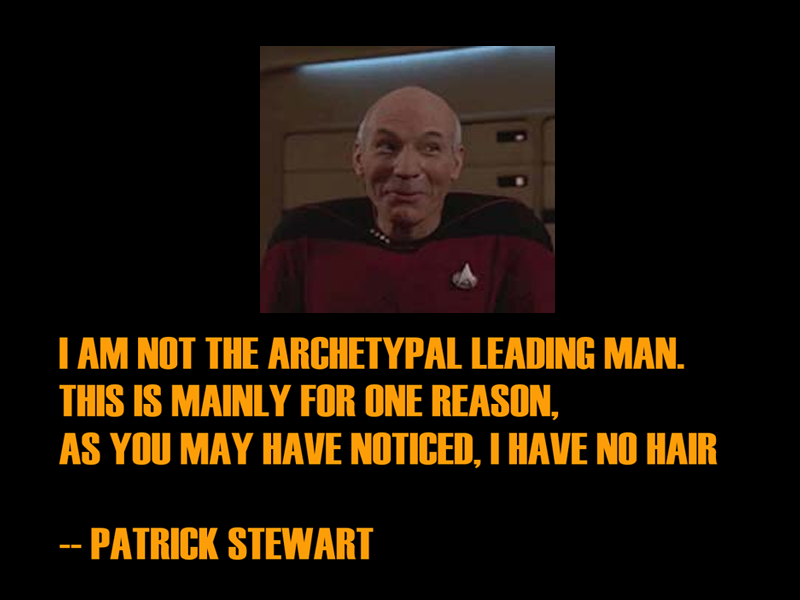 I AM NOT THE ARCHETYPAL LEADING MAN.
THIS IS MAINLY FOR ONE REASON,
AS YOU MAY HAVE NOTICED, I HAVE NO HAIR
-- PATRICK STEWART